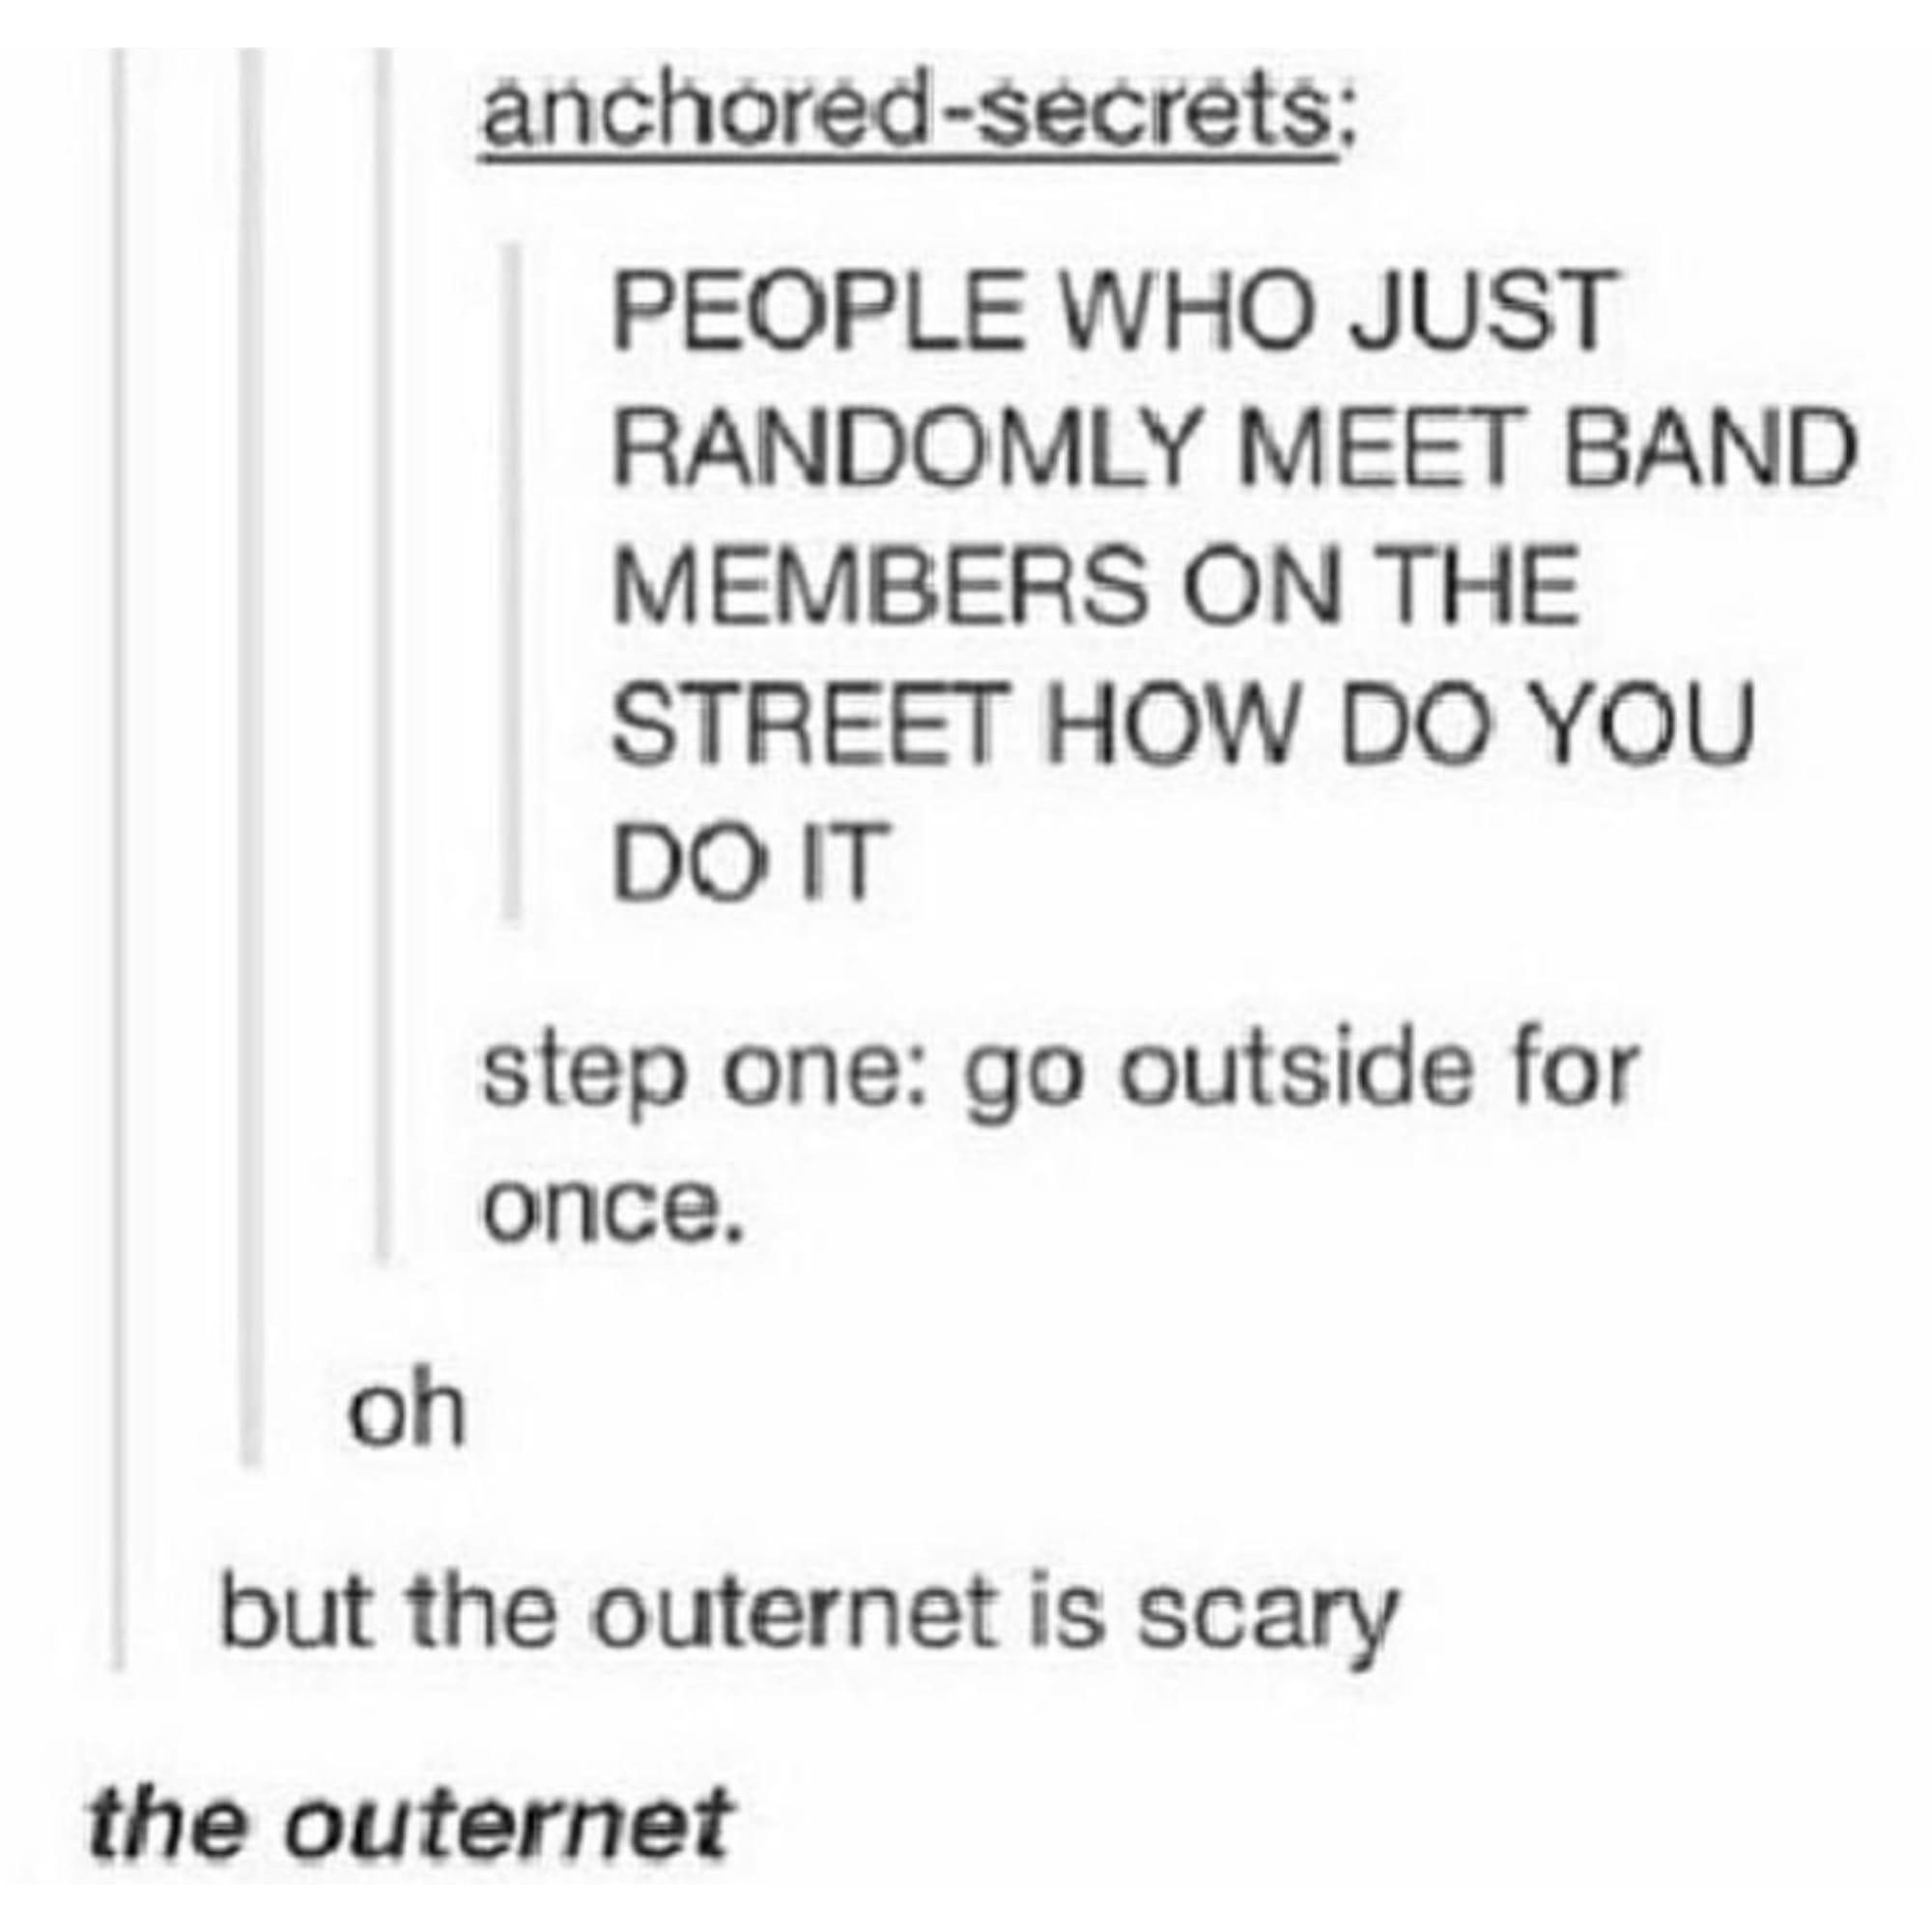 anchored-secrets:
PEOPLE WHO JUST
RANDOMLY MEET BAND
MEMBERS ON THE
STREET HOW DO YOU
DO IT
step one: go outside for
once.
oh
but the outernet is scary
the outernet